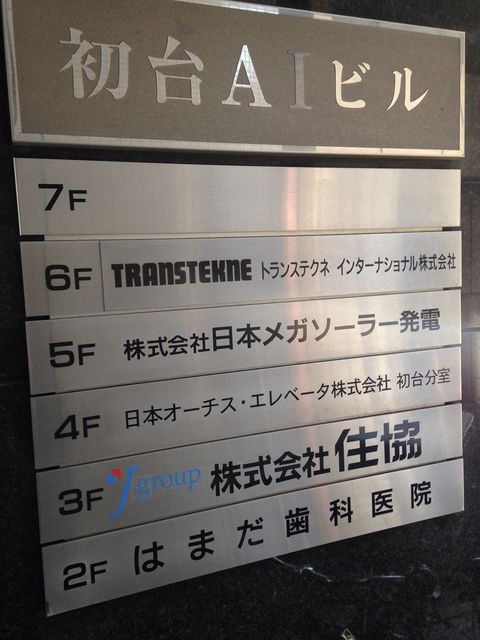 初台AIビル
7F
6F TRANSTEKNE トランステクネ インターナショナル株式会社
5F 株式会社日本メガソーラー発電
4F 日本オーチス・エレベータ株式会社 初台分室
3F J-group 株式会社 住協
2F はまだ歯科医院